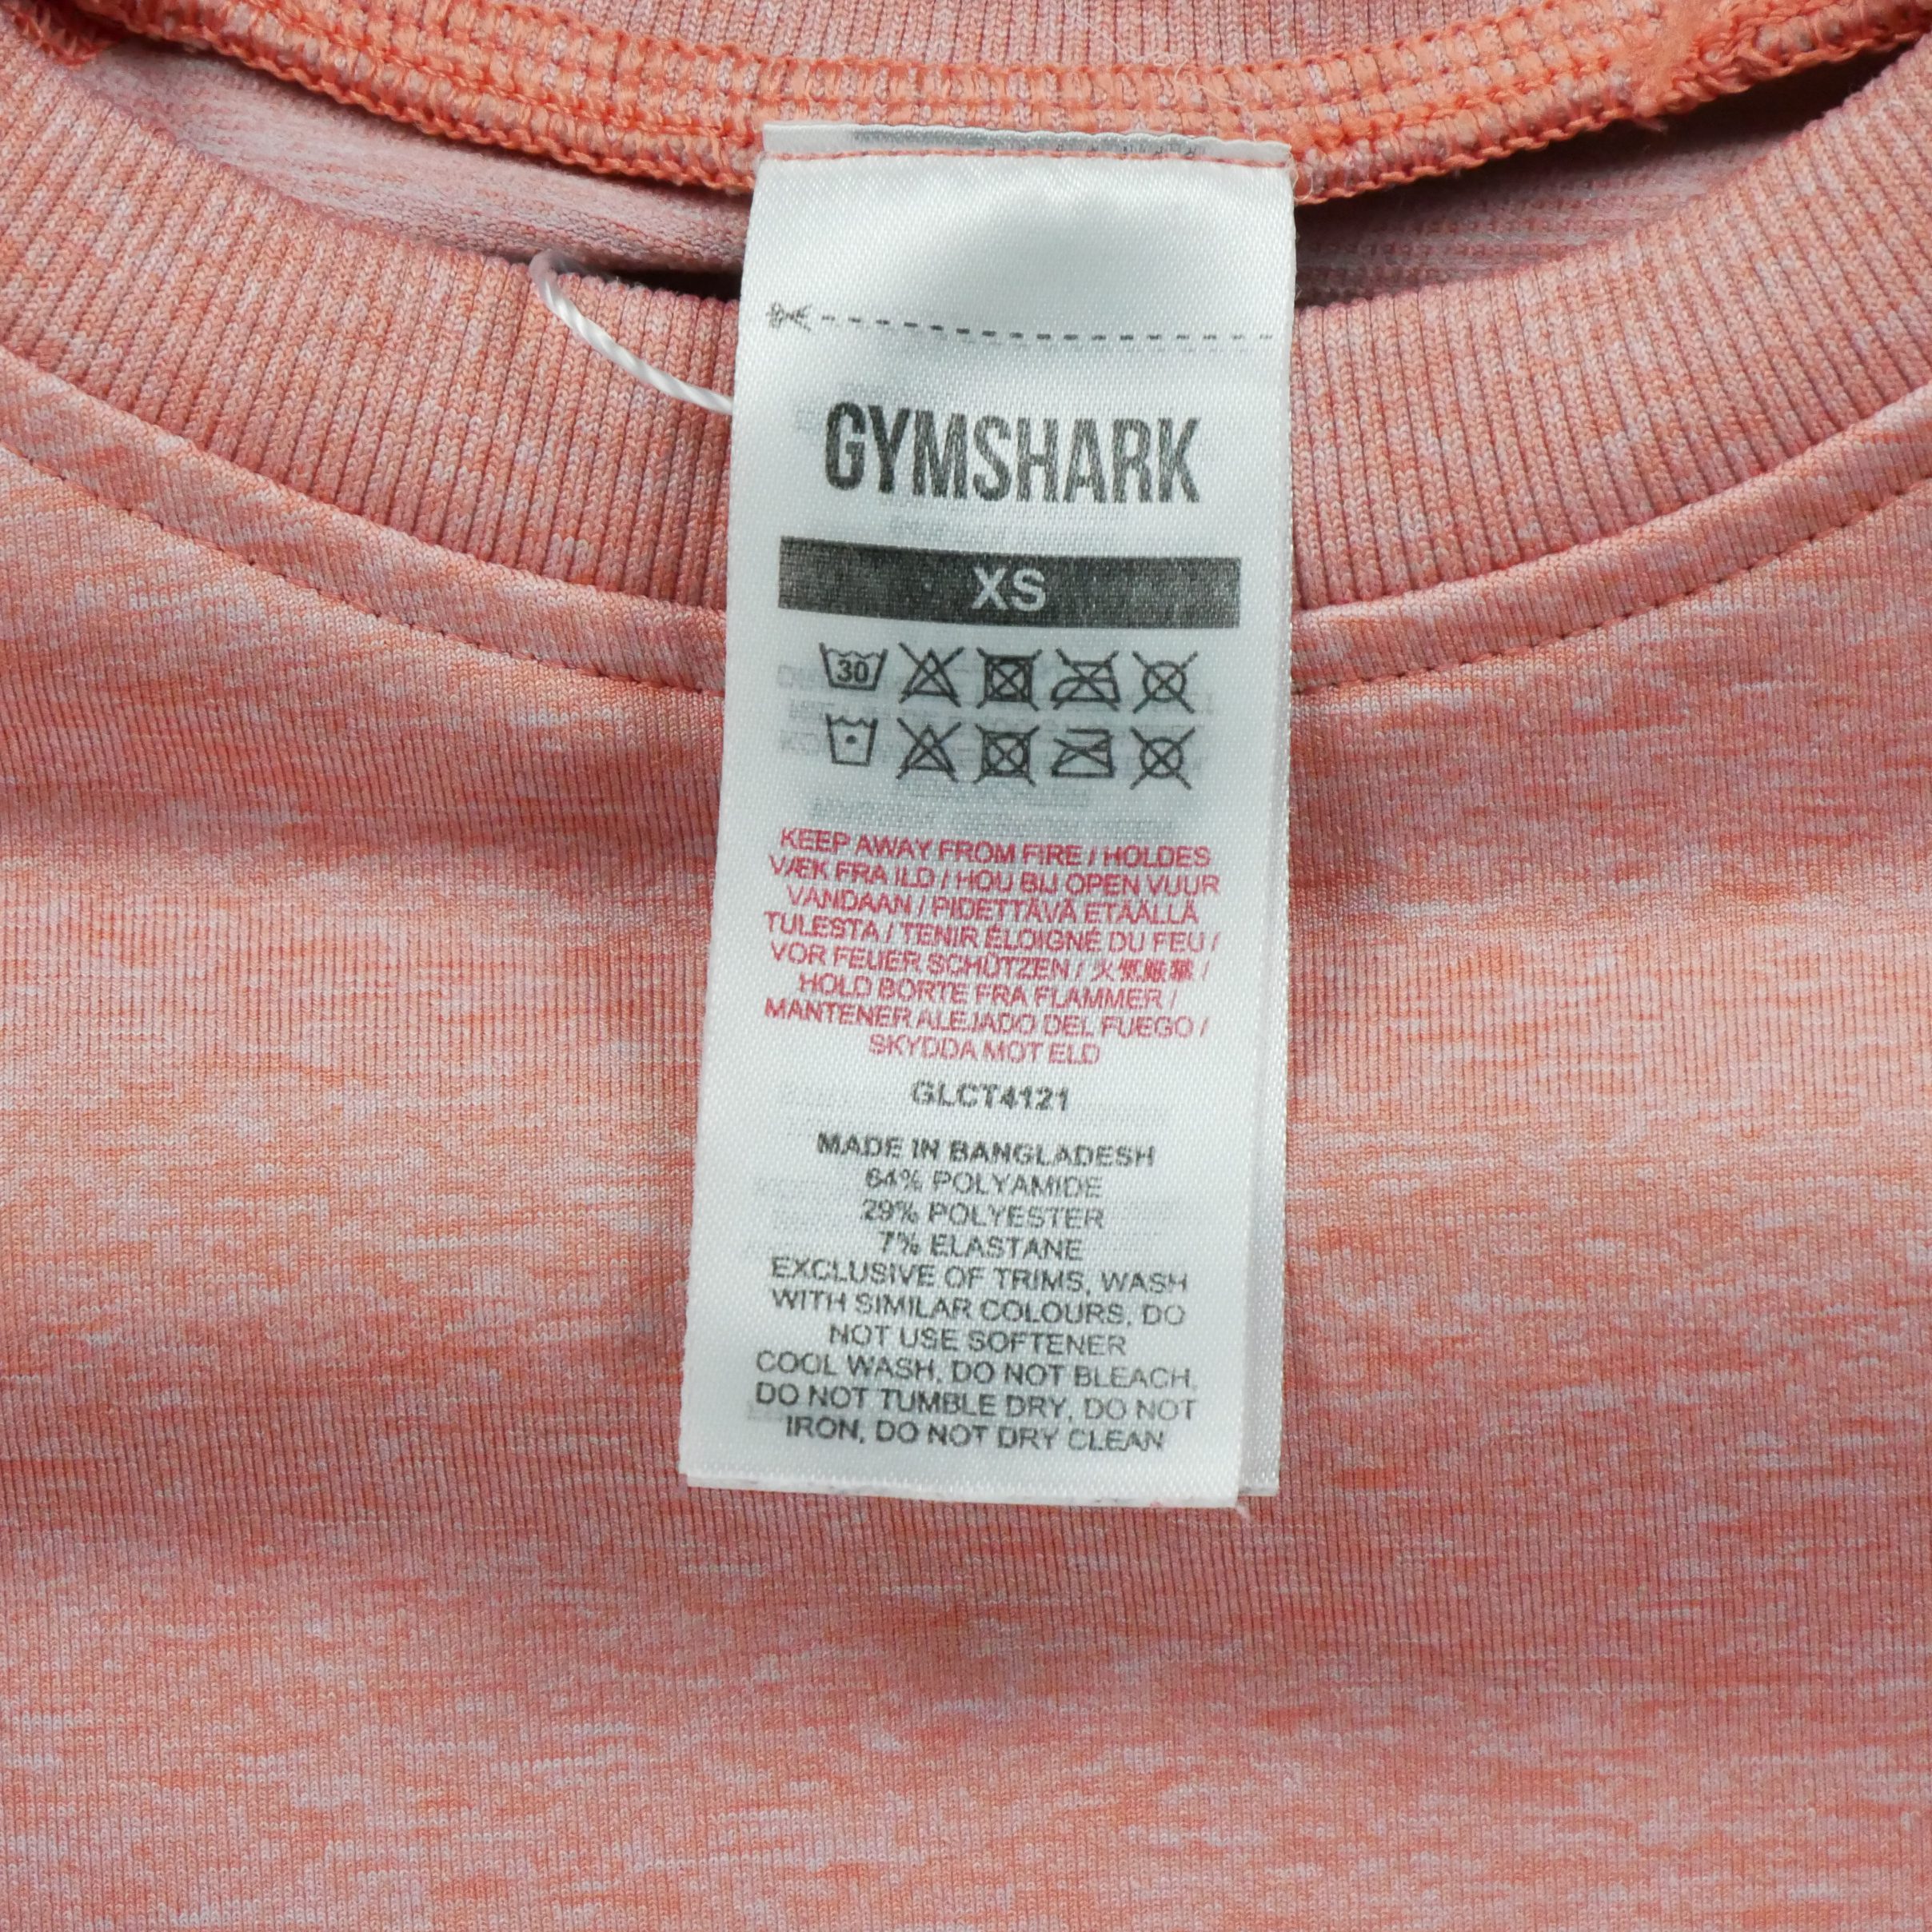 GYMSHARK
XS
30
KEEP AWAY FROM FIRE / HOLDES
VÆK FRA ILD / HOU BIJ OPEN VUUR
VANDAAN / PIDETTÄVÄ ETÄÄLLÄ
TULESTA / TENIR ÉLOIGNÉ DU FEU /
VOR FEUER SCHÜTZEN / 火気厳禁 /
HOLD BORTE FRA FLAMMER /
MANTENER ALEJADO DEL FUEGO /
SKYDDA MOT ELD
GLCT4121
MADE IN BANGLADESH
64% POLYAMIDE
29% POLYESTER
7% ELASTANE
EXCLUSIVE OF TRIMS, WASH
WITH SIMILAR COLOURS, DO
NOT USE SOFTENER
COOL WASH, DO NOT BLEACH,
DO NOT TUMBLE DRY, DO NOT
IRON, DO NOT DRY CLEAN